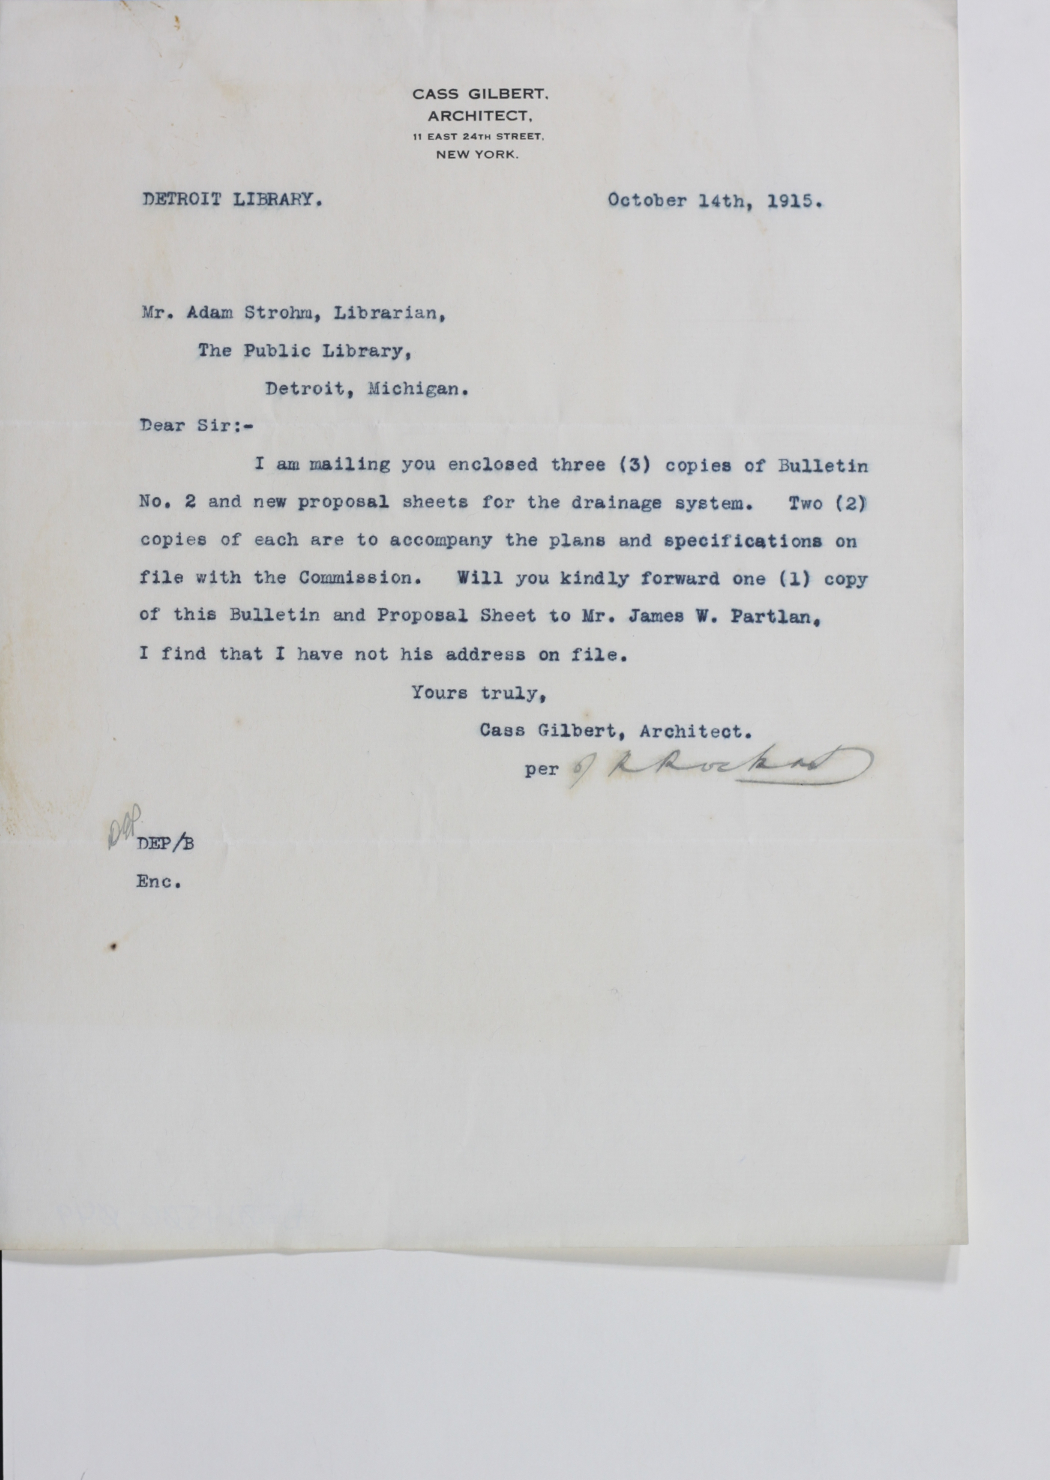 CASS GILBERT,
ARCHITECT,
11 EAST 24TH STREET,
NEW YORK.
DETROIT LIBRARY. October 14th, 1915.
Mr. Adam Strohm, Librarian,
The Public Library,
Detroit, Michigan.
Dear Sir:-
I am mailing you enclosed three (3) copies of Bulletin
No. 2 and new proposal sheets for the drainage system. Two (2)
copies of each are to accompany the plans and specifications on
file with the Commission. Will you kindly forward one (1) copy
of this Bulletin and Proposal Sheet to Mr. James W. Partlan,
I find that I have not his address on file.
Yours truly,
Cass Gilbert, Architect.
per J R Rockart
DEP
DEP/B
Enc.